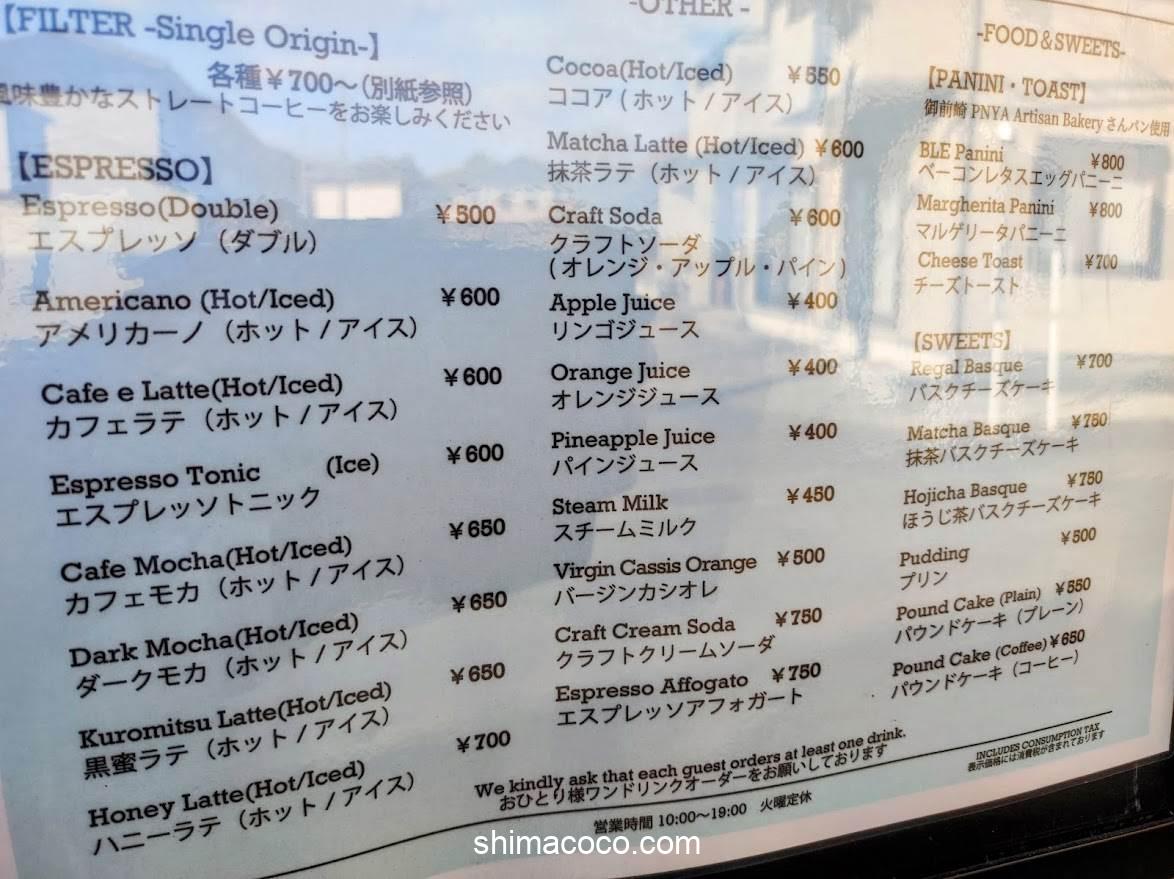 【FILTER -Single Origin-】
各種￥700～（別紙参照）
風味豊かなストレートコーヒーをお楽しみください
【ESPRESSO】
Espresso(Double) ￥500
エスプレッソ（ダブル）
Americano (Hot/Iced) ￥600
アメリカーノ（ホット / アイス）
Cafe e Latte(Hot/Iced) ￥600
カフェラテ（ホット / アイス）
Espresso Tonic (Ice) ￥600
エスプレッソトニック
Cafe Mocha(Hot/Iced) ￥650
カフェモカ（ホット / アイス）
Dark Mocha(Hot/Iced) ￥650
ダークモカ（ホット / アイス）
Kuromitsu Latte(Hot/Iced) ￥650
黒蜜ラテ（ホット / アイス）
Honey Latte(Hot/Iced) ￥700
ハニーラテ（ホット / アイス）
-OTHER-
Cocoa(Hot/Iced) ￥550
ココア ( ホット / アイス）
Matcha Latte (Hot/Iced) ￥600
抹茶ラテ（ホット / アイス）
Craft Soda ￥600
クラフトソーダ
( オレンジ・アップル・パイン )
Apple Juice ￥400
リンゴジュース
Orange Juice ￥400
オレンジジュース
Pineapple Juice ￥400
パインジュース
Steam Milk ￥450
スチームミルク
Virgin Cassis Orange ￥500
バージンカシオレ
Craft Cream Soda ￥750
クラフトクリームソーダ
Espresso Affogato ￥750
エスプレッソアフォガート
-FOOD&SWEETS-
【PANINI・TOAST】
御前崎 PNYA Artisan Bakery さんパン使用
BLE Panini ￥800
ベーコンレタスエッグパニーニ
Margherita Panini ￥800
マルゲリータパニーニ
Cheese Toast ￥700
チーズトースト
【SWEETS】
Regal Basque ￥700
バスクチーズケーキ
Matcha Basque ￥750
抹茶バスクチーズケーキ
Hojicha Basque ￥750
ほうじ茶バスクチーズケーキ
Pudding ￥500
プリン
Pound Cake (Plain) ￥550
パウンドケーキ（プレーン）
Pound Cake (Coffee) ￥650
パウンドケーキ（コーヒー）
We kindly ask that each guest orders at least one drink.
おひとり様ワンドリンクオーダーをお願いしております
INCLUDES CONSUMPTION TAX
表示価格には消費税が含まれております
営業時間 10:00～19:00 火曜定休
shimacoco.com